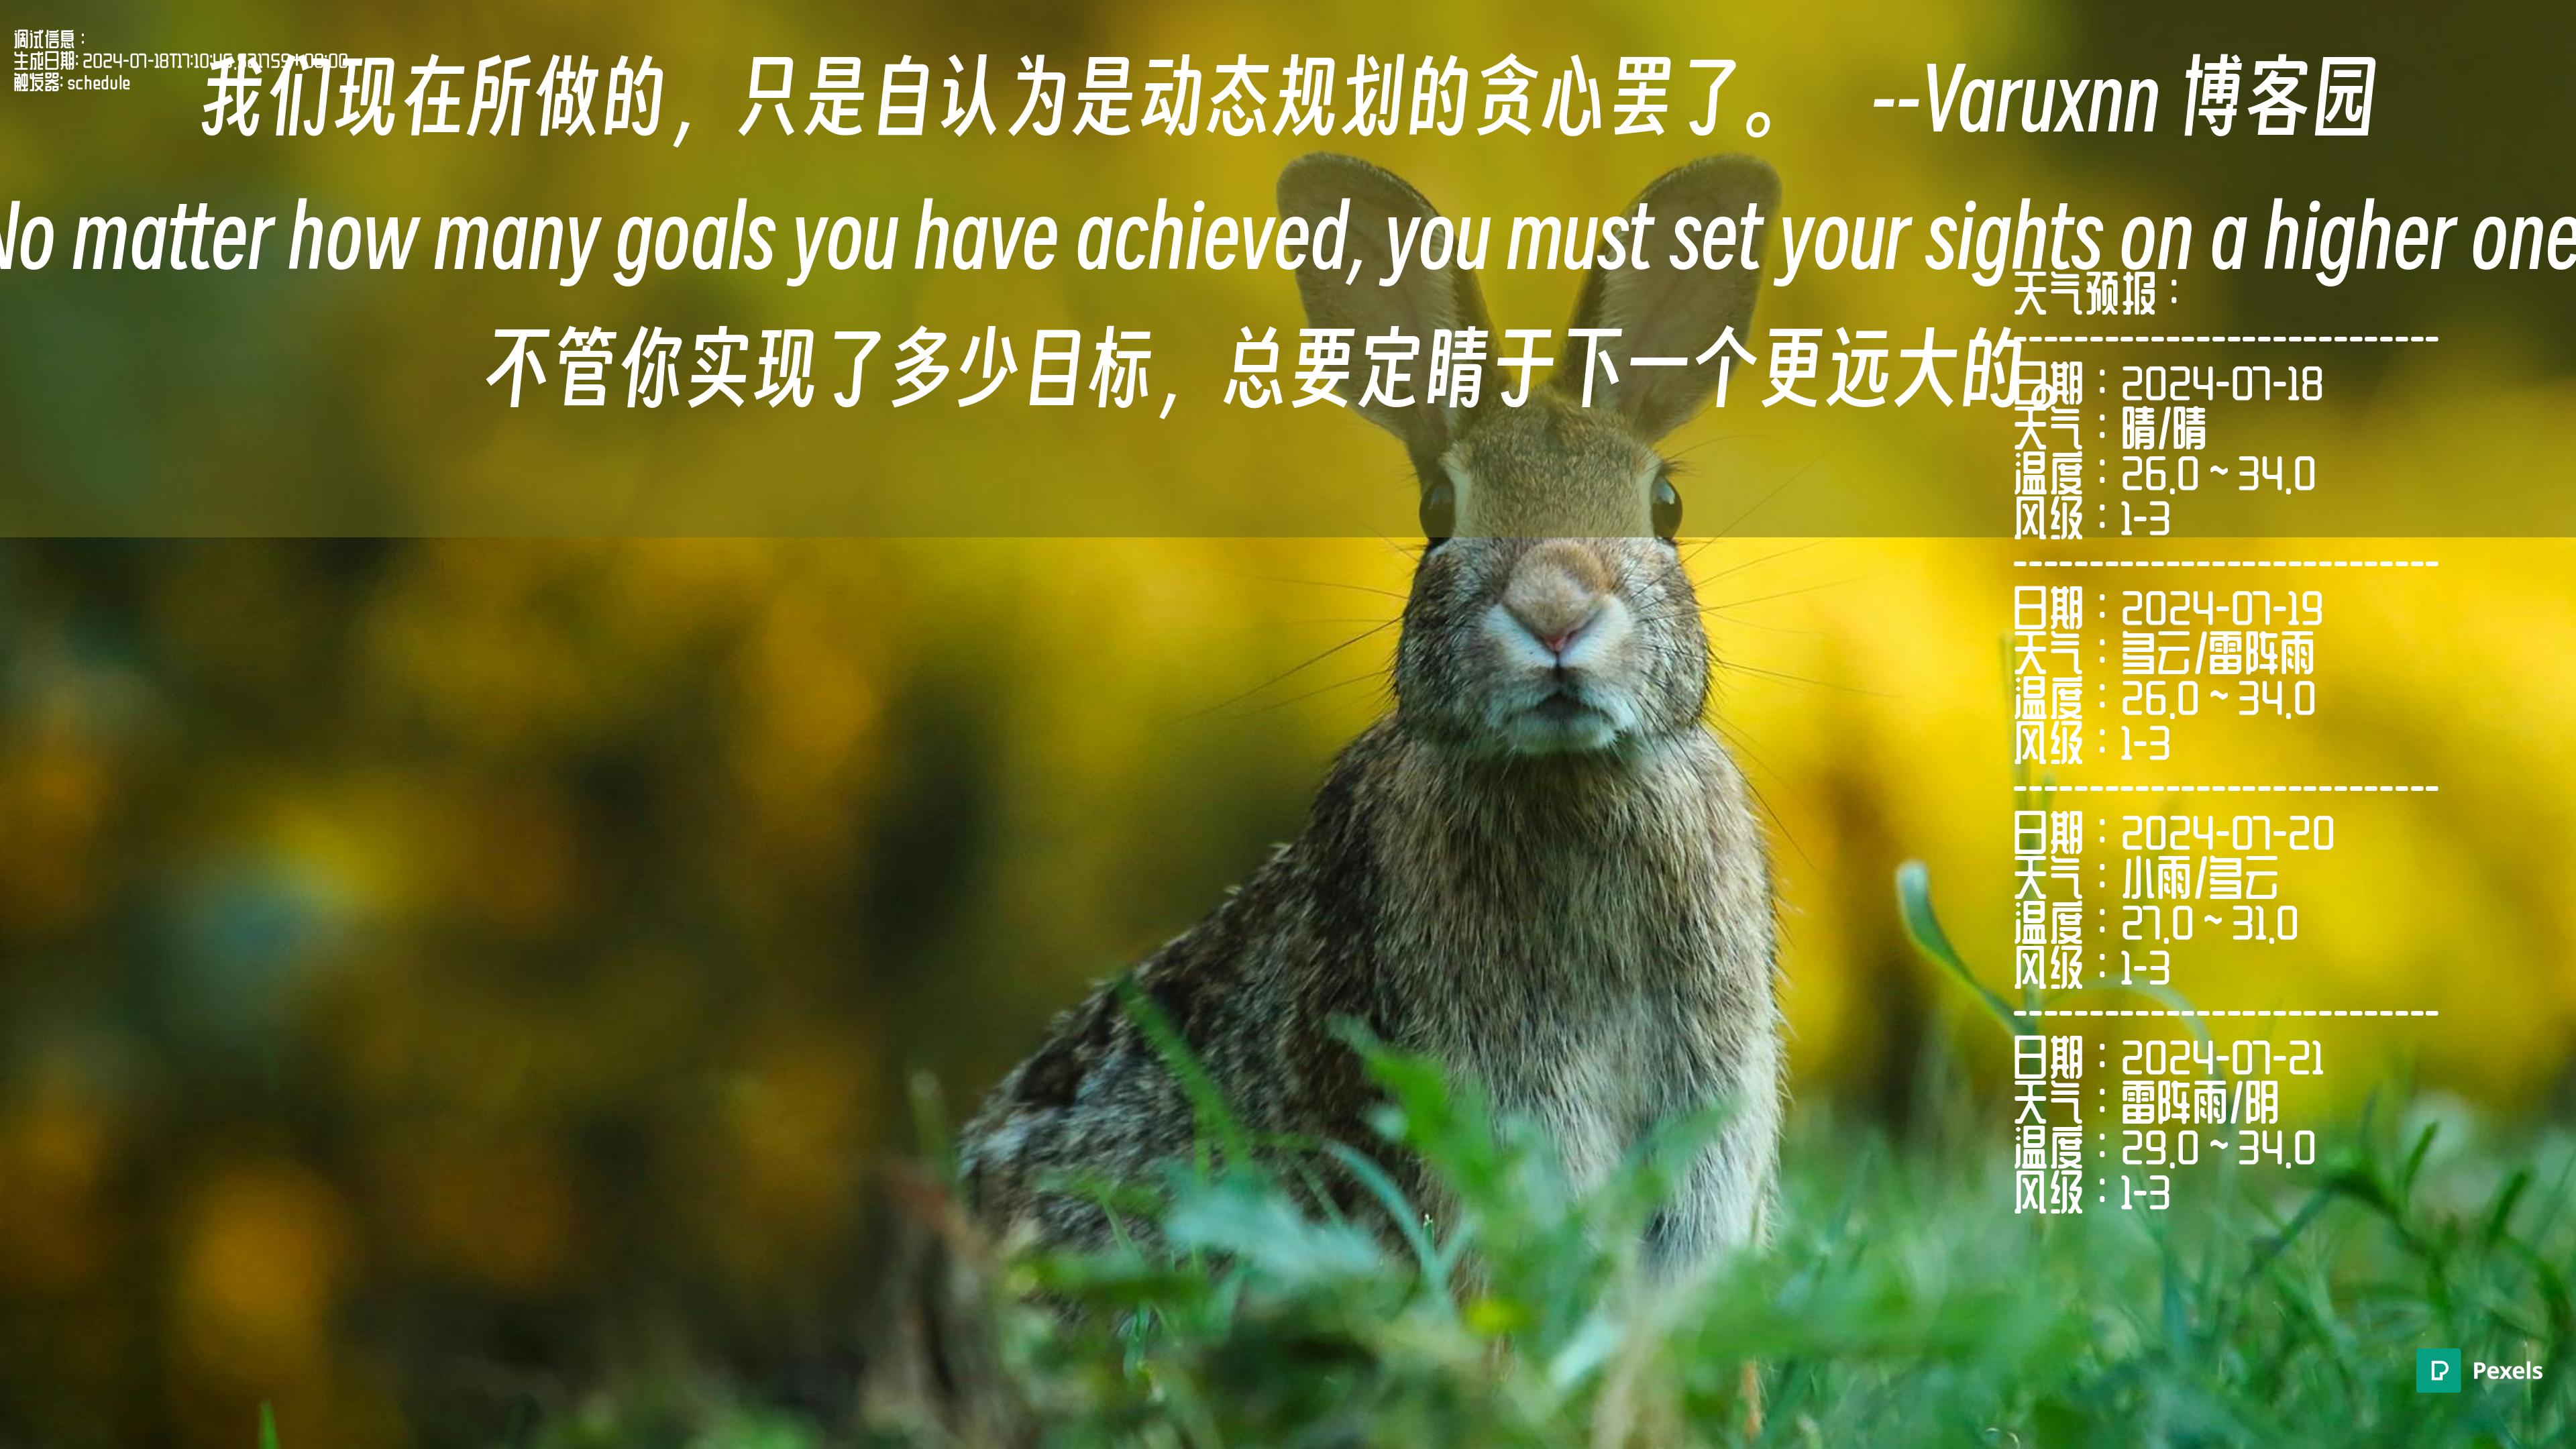 调试信息：
生成日期: 2024-07-18T17:10:46.321759+08:00
触发器: schedule
我们现在所做的，只是自认为是动态规划的贪心罢了。 --Varuxnn 博客园
No matter how many goals you have achieved, you must set your sights on a higher one
不管你实现了多少目标，总要定睛于下一个更远大的。
天气预报：
------------------------------
日期：2024-07-18
天气：晴/晴
温度：26.0 ~ 34.0
风级：1-3
------------------------------
日期：2024-07-19
天气：多云/雷阵雨
温度：26.0 ~ 34.0
风级：1-3
------------------------------
日期：2024-07-20
天气：小雨/多云
温度：27.0 ~ 31.0
风级：1-3
------------------------------
日期：2024-07-21
天气：雷阵雨/阴
温度：29.0 ~ 34.0
风级：1-3
Pexels